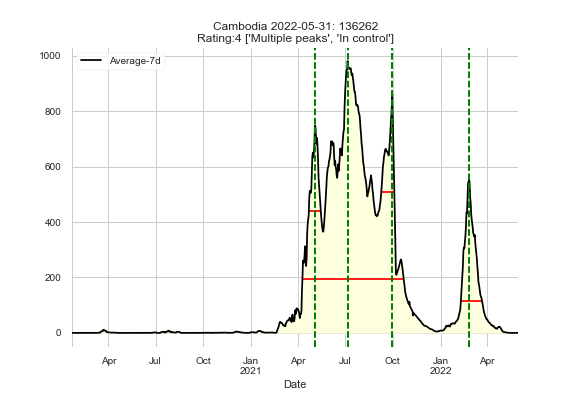 Cambodia 2022-05-31: 136262
Rating:4 ['Multiple peaks', 'In control']
Average-7d
1000
800
600
400
200
0
Apr Jul Oct Jan Apr Jul Oct Jan Apr
2021 2022
Date